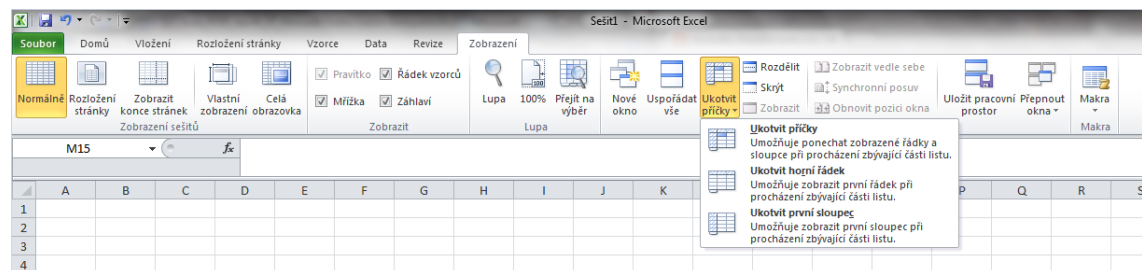 Sešit1 - Microsoft Excel
Soubor Domů Vložení Rozložení stránky Vzorce Data Revize Zobrazení
Normálně Rozložení stránky Zobrazit konce stránek Vlastní zobrazení Celá obrazovka
Zobrazení sešitů
Pravítko Řádek vzorců
Mřížka Záhlaví
Zobrazit
Lupa 100% Přejít na výběr
Lupa
Nové okno Uspořádat vše Ukotvit příčky
Rozdělit
Skrýt
Zobrazit
Zobrazit vedle sebe
Synchronní posuv
Obnovit pozici okna
Uložit pracovní prostor Přepnout okna
Makra
Makra
Ukotvit příčky
Umožňuje ponechat zobrazené řádky a
sloupce při procházení zbývající části listu.
Ukotvit horní řádek
Umožňuje zobrazit první řádek při
procházení zbývající části listu.
Ukotvit první sloupec
Umožňuje zobrazit první sloupec při
procházení zbývající části listu.
M15 fx
A B C D E F G H I J K P Q R S
1
2
3
4